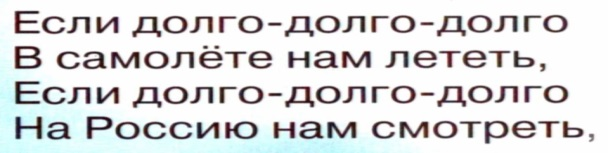 Если долго-долго-долго
В самолёте нам лететь,
Если долго-долго-долго
На Россию нам смотреть,